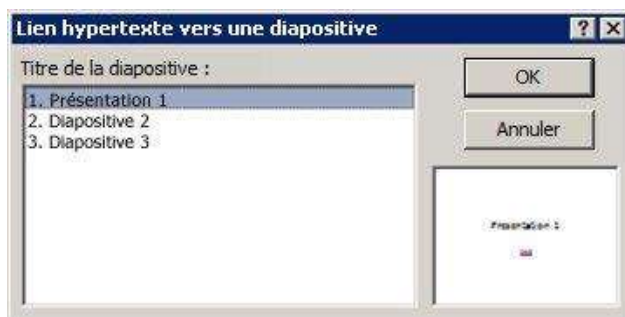 Lien hypertexte vers une diapositive
Titre de la diapositive :
1. Présentation 1
2. Diapositive 2
3. Diapositive 3
OK
Annuler
Présentation 1